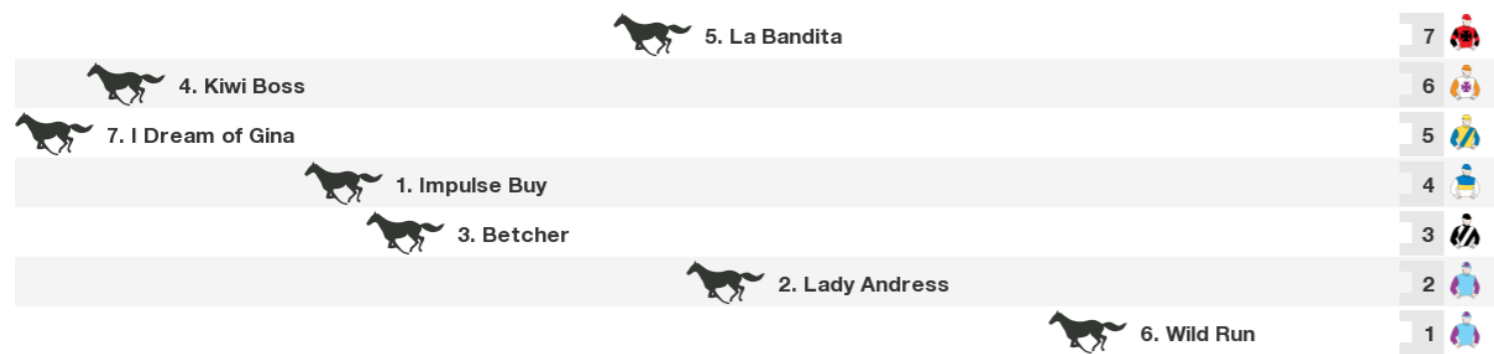 5. La Bandita 7
4. Kiwi Boss 6
7. I Dream of Gina 5
1. Impulse Buy 4
3. Betcher 3
2. Lady Andress 2
6. Wild Run 1